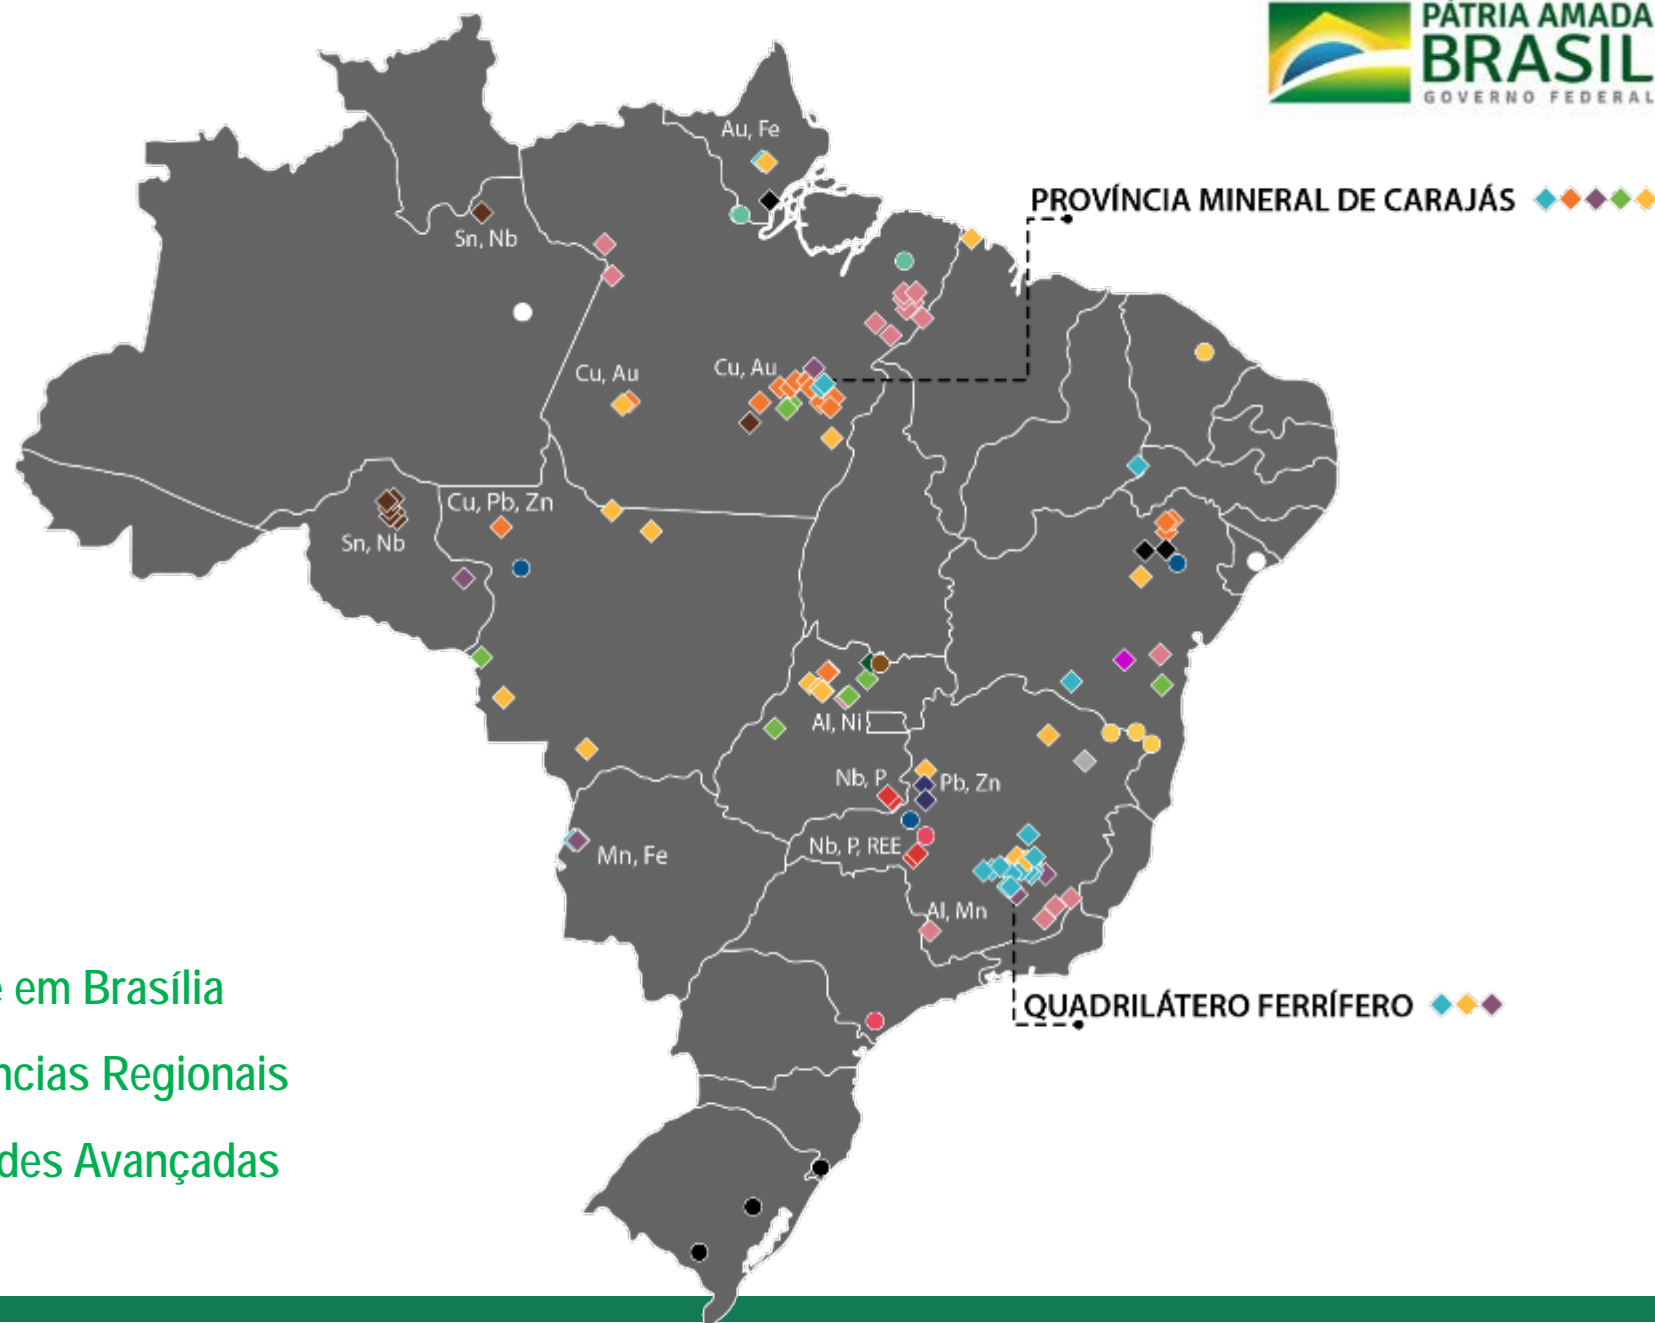 PÁTRIA AMADA
BRASIL
GOVERNO FEDERAL
Au, Fe
PROVÍNCIA MINERAL DE CARAJÁS
Sn, Nb
Cu, Au
Cu, Au
Cu, Pb, Zn
Sn, Nb
Al, Ni
Nb, P
Pb, Zn
Nb, P, REE
Mn, Fe
Al, Mn
em Brasília
QUADRILÁTERO FERRÍFERO
ncias Regionais
des Avançadas